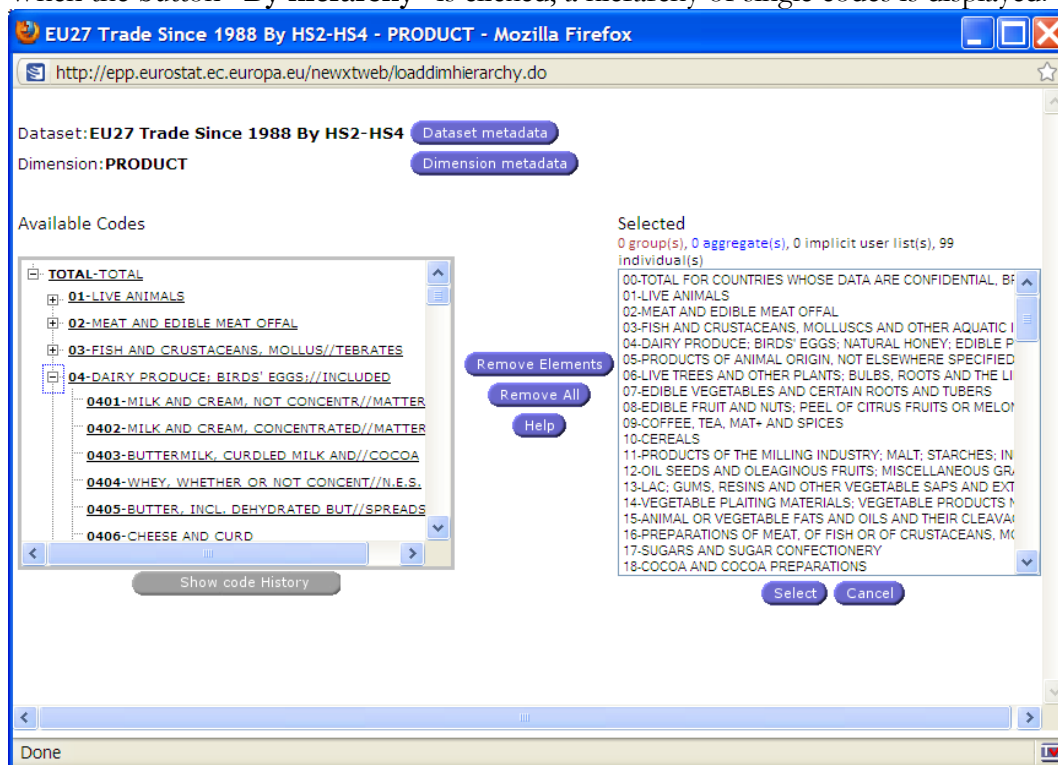 When the button "By hierarchy" is clicked, a hierarchy of single codes is displayed.
EU27 Trade Since 1988 By HS2-HS4 - PRODUCT - Mozilla Firefox
http://epp.eurostat.ec.europa.eu/newxtweb/loaddimhierarchy.do
Dataset:EU27 Trade Since 1988 By HS2-HS4 Dataset metadata
Dimension:PRODUCT Dimension metadata
Available Codes
TOTAL-TOTAL
01-LIVE ANIMALS
02-MEAT AND EDIBLE MEAT OFFAL
03-FISH AND CRUSTACEANS, MOLLUS//TEBRATES
04-DAIRY PRODUCE; BIRDS' EGGS;//INCLUDED
0401-MILK AND CREAM, NOT CONCENTR//MATTER
0402-MILK AND CREAM, CONCENTRATED//MATTER
0403-BUTTERMILK, CURDLED MILK AND//COCOA
0404-WHEY, WHETHER OR NOT CONCENT//N.E.S.
0405-BUTTER, INCL. DEHYDRATED BUT//SPREADS
0406-CHEESE AND CURD
Show code History
Remove Elements
Remove All
Help
Selected
0 group(s), 0 aggregate(s), 0 implicit user list(s), 99
individual(s)
00-TOTAL FOR COUNTRIES WHOSE DATA ARE CONFIDENTIAL, BR
01-LIVE ANIMALS
02-MEAT AND EDIBLE MEAT OFFAL
03-FISH AND CRUSTACEANS, MOLLUSCS AND OTHER AQUATIC I
04-DAIRY PRODUCE; BIRDS' EGGS; NATURAL HONEY; EDIBLE P
05-PRODUCTS OF ANIMAL ORIGIN, NOT ELSEWHERE SPECIFIED
06-LIVE TREES AND OTHER PLANTS; BULBS, ROOTS AND THE LI
07-EDIBLE VEGETABLES AND CERTAIN ROOTS AND TUBERS
08-EDIBLE FRUIT AND NUTS; PEEL OF CITRUS FRUITS OR MELON
09-COFFEE, TEA, MAT+ AND SPICES
10-CEREALS
11-PRODUCTS OF THE MILLING INDUSTRY; MALT; STARCHES; IN
12-OIL SEEDS AND OLEAGINOUS FRUITS; MISCELLANEOUS GRA
13-LAC; GUMS, RESINS AND OTHER VEGETABLE SAPS AND EXT
14-VEGETABLE PLAITING MATERIALS; VEGETABLE PRODUCTS N
15-ANIMAL OR VEGETABLE FATS AND OILS AND THEIR CLEAVA
16-PREPARATIONS OF MEAT, OF FISH OR OF CRUSTACEANS, MO
17-SUGARS AND SUGAR CONFECTIONERY
18-COCOA AND COCOA PREPARATIONS
Select Cancel
Done